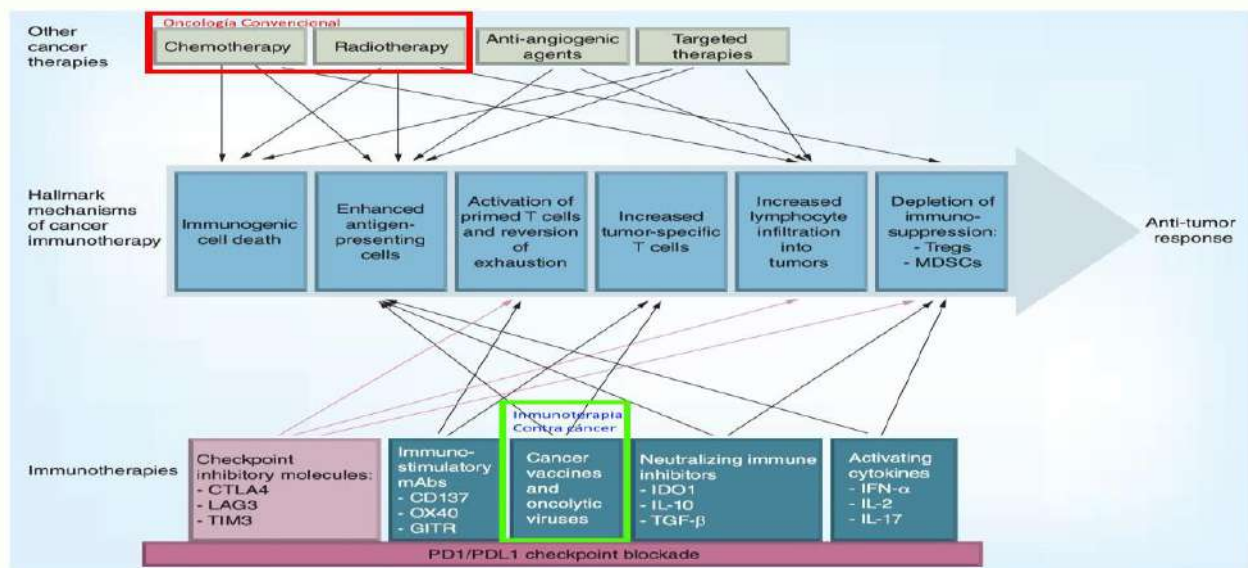 Other
cancer
therapies
Oncología Convencional
Chemotherapy
Radiotherapy
Anti-angiogenic
agents
Targeted
therapies
Hallmark
mechanisms
of cancer
immunotherapy
Immunogenic
cell death
Enhanced
antigen-
presenting
cells
Activation of
primed T cells
and reversion
of
exhaustion
Increased
tumor-specific
T cells
Increased
lymphocyte
infiltration
into
tumors
Depletion of
immuno-
suppression:
- Tregs
- MDSCs
Anti-tumor
response
Immunotherapies
Checkpoint
inhibitory molecules:
- CTLA4
- LAG3
- TIM3
Immuno-
stimulatory
mAbs
- CD137
- OX40
- GITR
Inmunoterapia
Contra cáncer
Cancer
vaccines
and
oncolytic
viruses
Neutralizing immune
inhibitors
- IDO1
- IL-10
- TGF-β
Activating
cytokines
- IFN-α
- IL-2
- IL-17
PD1/PDL1 checkpoint blockade